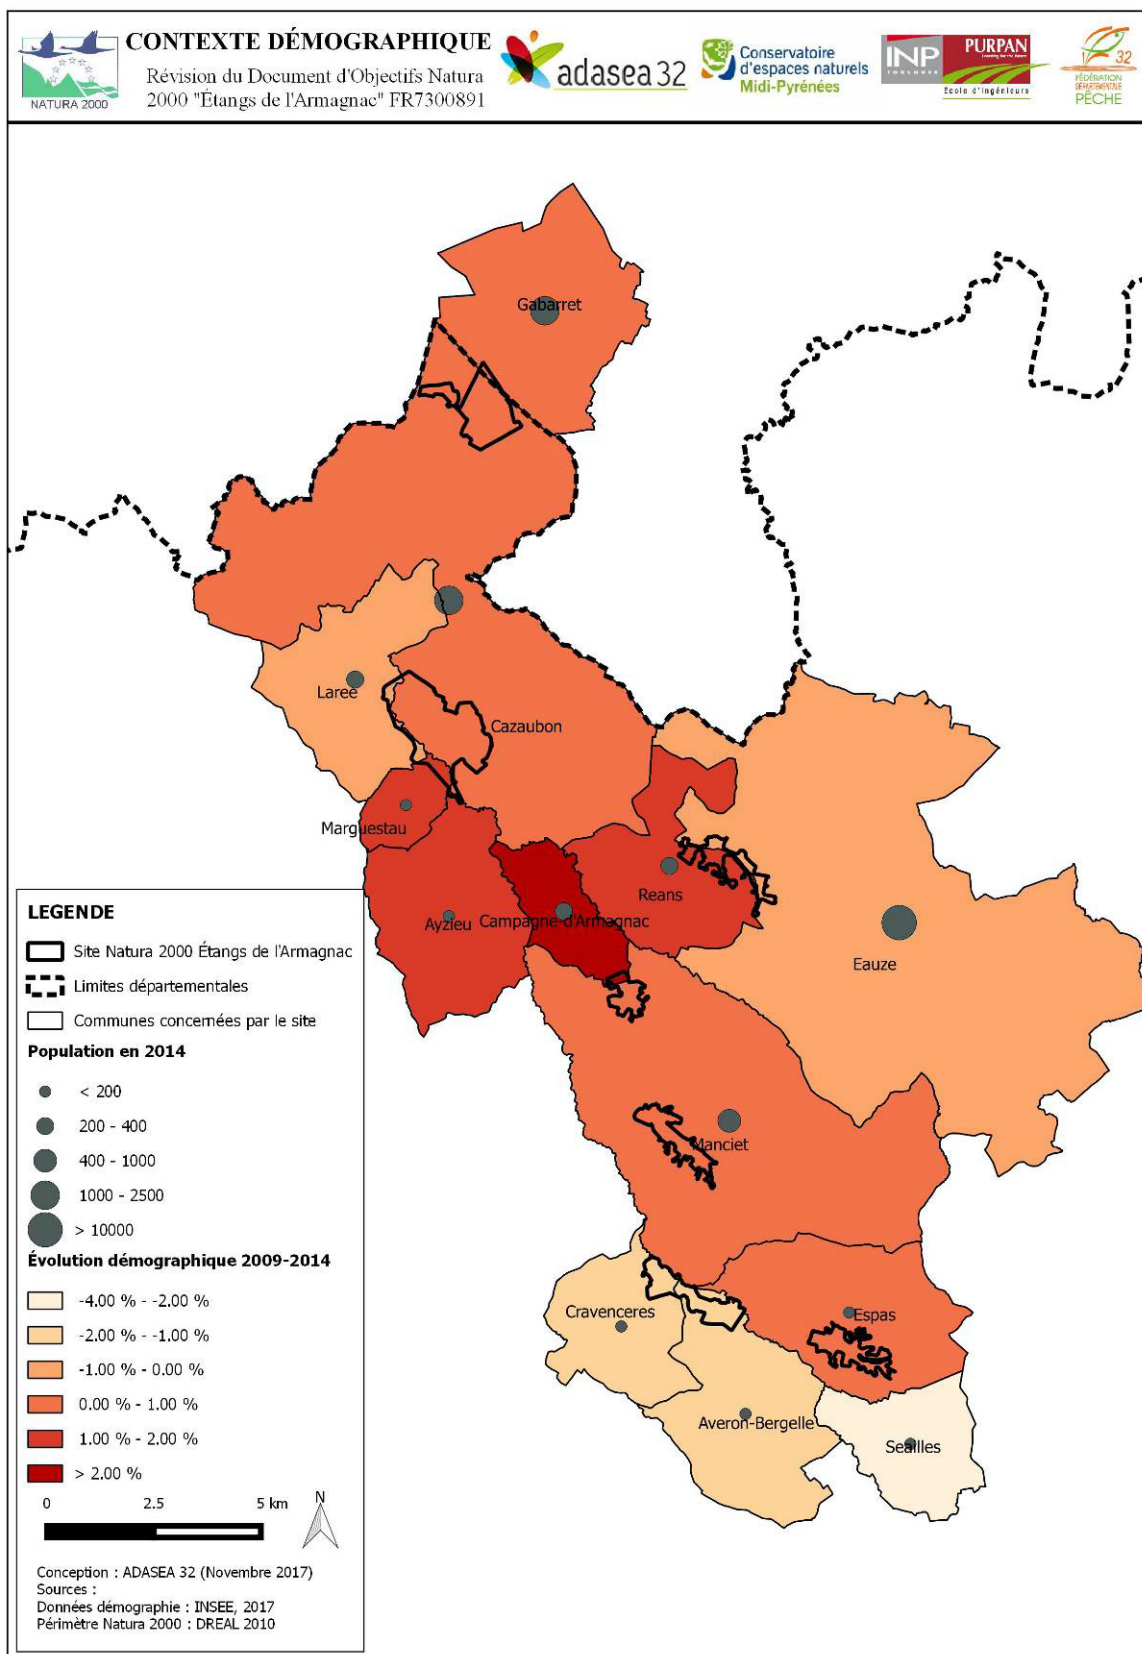 NATURA 2000
CONTEXTE DÉMOGRAPHIQUE
Révision du Document d'Objectifs Natura
2000 "Étangs de l'Armagnac" FR7300891
adasea 32
Conservatoire
d'espaces naturels
Midi-Pyrénées
INP
TOULOUSE
PURPAN
Ecole d'Ingénieurs
32
FÉDÉRATION
DÉPARTEMENTALE
PÊCHE
Gabarret
Laree
Cazaubon
Marguestau
Reans
Ayzieu
Campagne-d'Armagnac
Eauze
Manciet
Cravenceres
Espas
Averon-Bergelle
Seailles
LEGENDE
Site Natura 2000 Étangs de l'Armagnac
Limites départementales
Communes concernées par le site
Population en 2014
< 200
200 - 400
400 - 1000
1000 - 2500
> 10000
Évolution démographique 2009-2014
-4.00 % - -2.00 %
-2.00 % - -1.00 %
-1.00 % - 0.00 %
0.00 % - 1.00 %
1.00 % - 2.00 %
> 2.00 %
0 2.5 5 km
N
Conception : ADASEA 32 (Novembre 2017)
Sources :
Données démographie : INSEE, 2017
Périmètre Natura 2000 : DREAL 2010